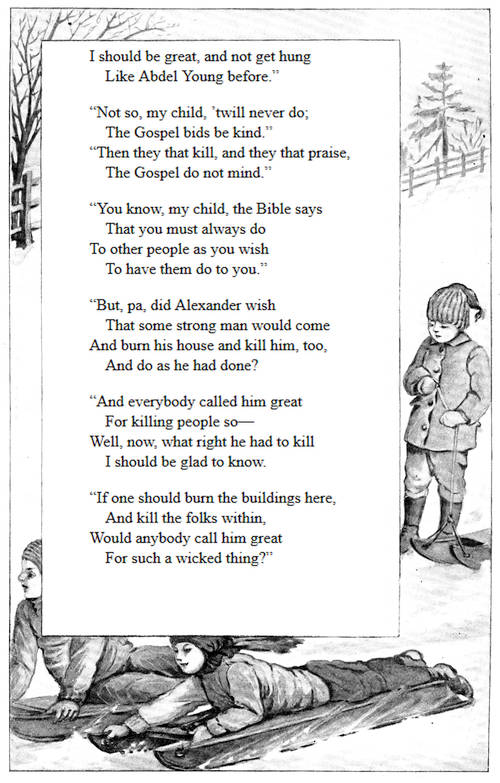 I should be great, and not get hung
Like Abdel Young before.”
“Not so, my child, ’twill never do;
The Gospel bids be kind.”
“Then they that kill, and they that praise,
The Gospel do not mind.”
“You know, my child, the Bible says
That you must always do
To other people as you wish
To have them do to you.”
“But, pa, did Alexander wish
That some strong man would come
And burn his house and kill him, too,
And do as he had done?
“And everybody called him great
For killing people so—
Well, now, what right he had to kill
I should be glad to know.
“If one should burn the buildings here,
And kill the folks within,
Would anybody call him great
For such a wicked thing?”